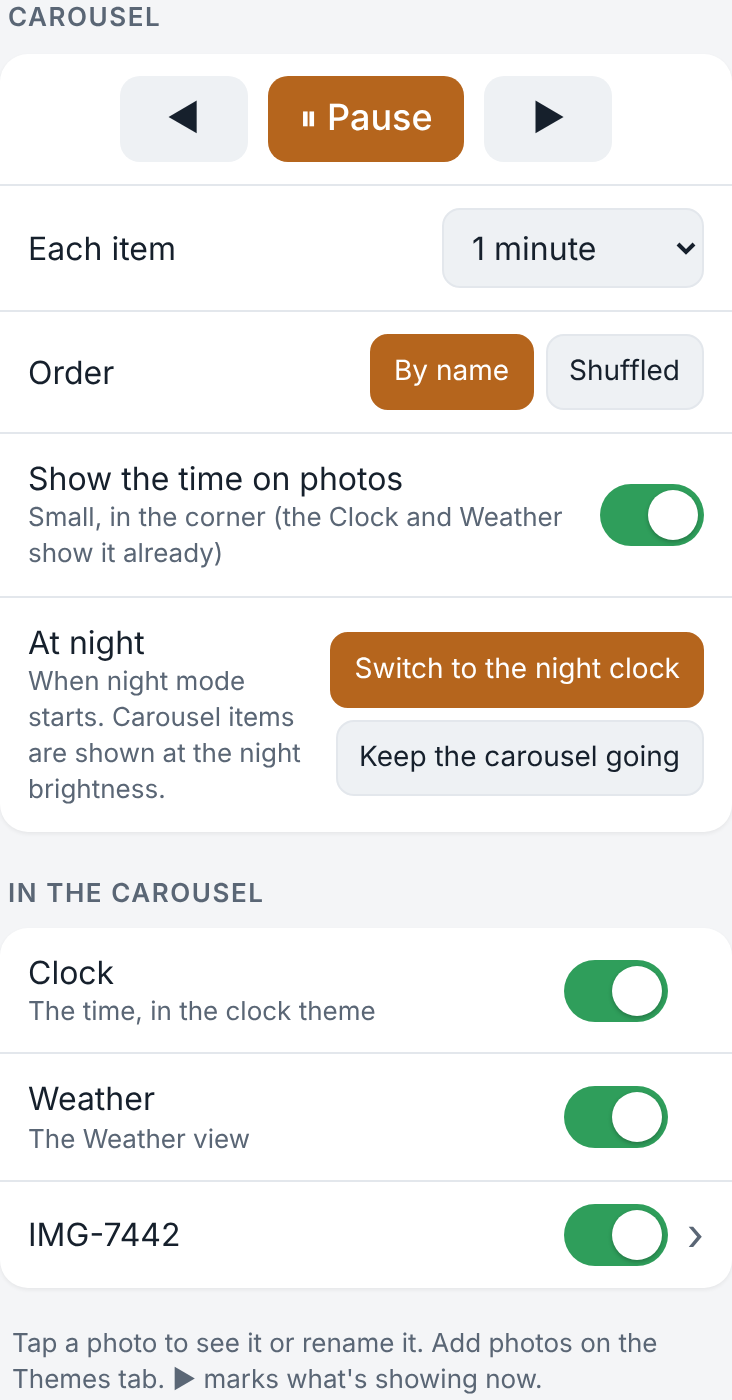 CAROUSEL
◀ ⏸ Pause ▶
Each item 1 minute
Order By name Shuffled
Show the time on photos
Small, in the corner (the Clock and Weather
show it already)
At night
When night mode
starts. Carousel items
are shown at the night
brightness.
Switch to the night clock
Keep the carousel going
IN THE CAROUSEL
Clock
The time, in the clock theme
Weather
The Weather view
IMG-7442 ›
Tap a photo to see it or rename it. Add photos on the
Themes tab. ▶ marks what's showing now.